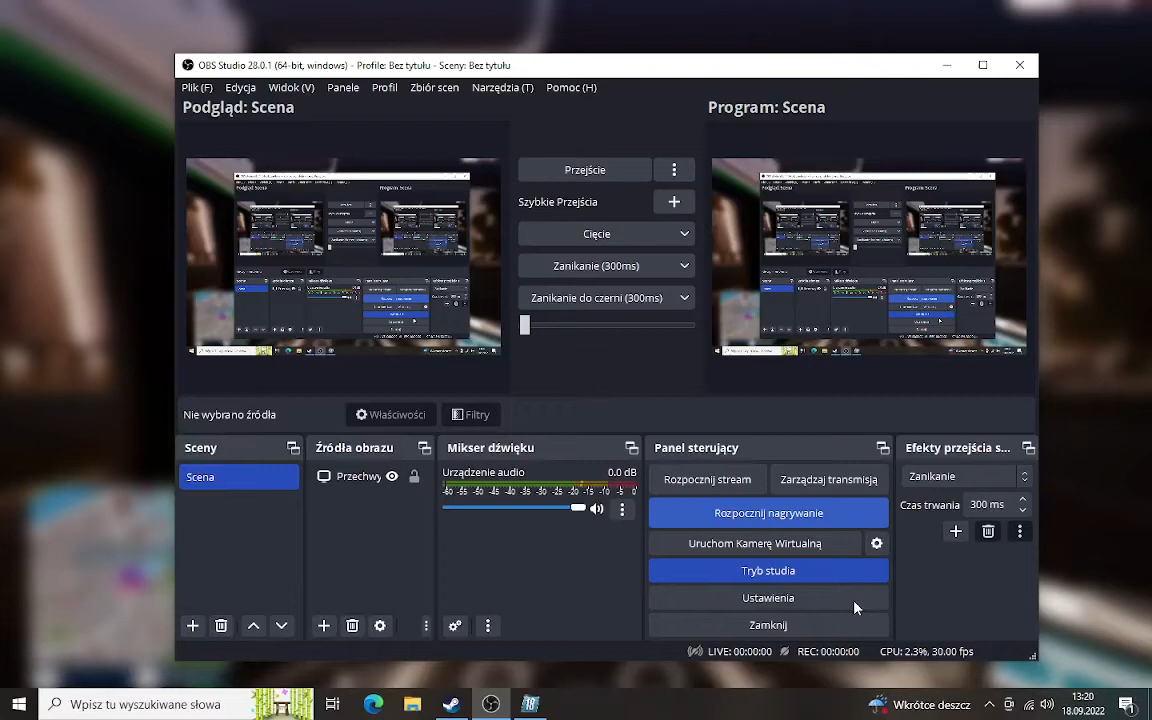 OBS Studio 28.0.1 (64-bit, windows) - Profile: Bez tytułu - Sceny: Bez tytułu
Plik (F) Edycja Widok (V) Panele Profil Zbiór scen Narzędzia (T) Pomoc (H)
Podgląd: Scena Program: Scena
Przejście
Szybkie Przejścia
Cięcie
Zanikanie (300ms)
Zanikanie do czerni (300ms)
Nie wybrano źródła Właściwości Filtry
Sceny Źródła obrazu Mikser dźwięku Panel sterujący Efekty przejścia s...
Scena Przechwy Urządzenie audio 0.0 dB Rozpocznij stream Zarządzaj transmisją Zanikanie
-60 -55 -50 -45 -40 -35 -30 -25 -20 -15 -10 -5 0
Czas trwania 300 ms
Rozpocznij nagrywanie
Uruchom Kamerę Wirtualną
Tryb studia
Ustawienia
Zamknij
LIVE: 00:00:00 REC: 00:00:00 CPU: 2.3%, 30.00 fps
Wpisz tu wyszukiwane słowa Wkrótce deszcz 13:20
18.09.2022 1